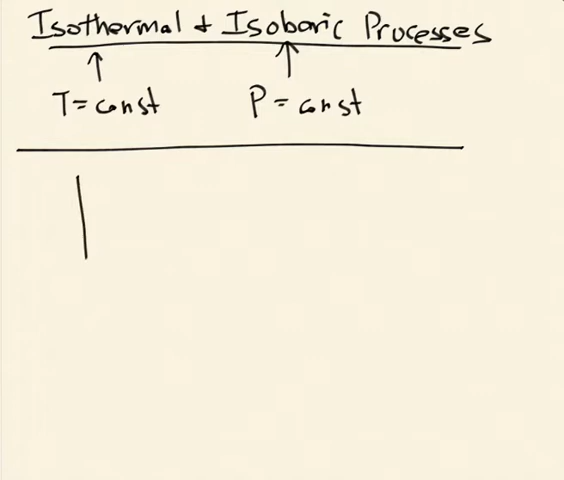 Isothermal + Isobaric Processes
↑ ↑
T = const P = const